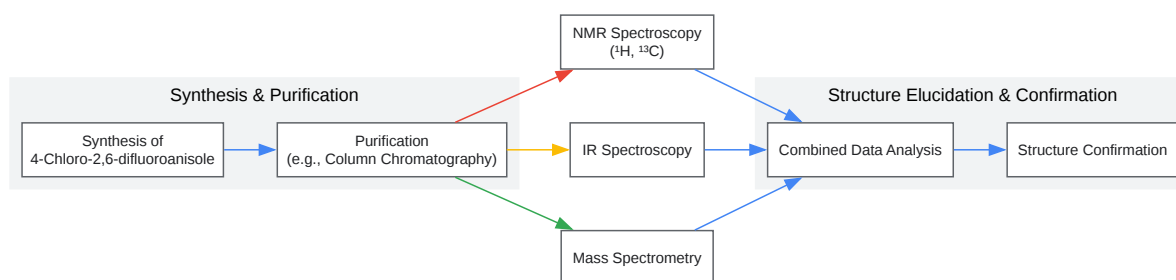 NMR Spectroscopy
(¹H, ¹³C)
Synthesis & Purification
Structure Elucidation & Confirmation
Synthesis of
4-Chloro-2,6-difluoroanisole
Purification
(e.g., Column Chromatography)
IR Spectroscopy
Combined Data Analysis
Structure Confirmation
Mass Spectrometry